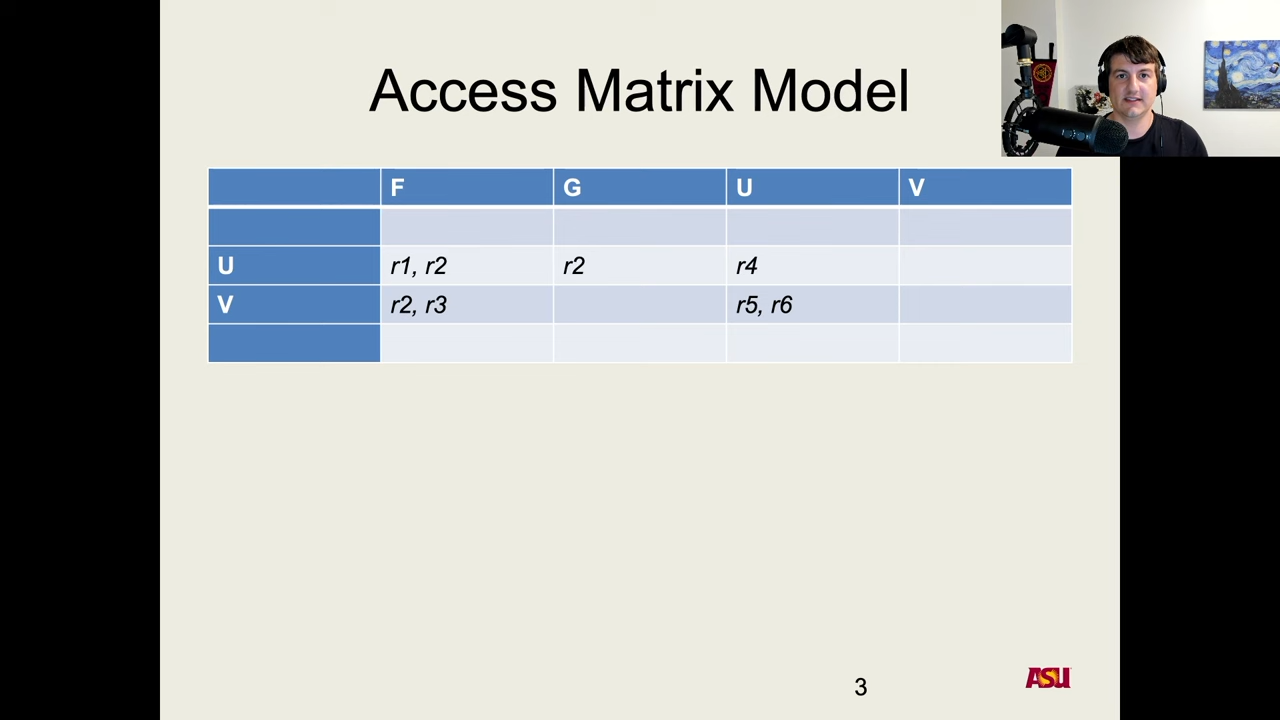 Access Matrix Model
F G U V
U r1, r2 r2 r4
V r2, r3 r5, r6
3
ASU